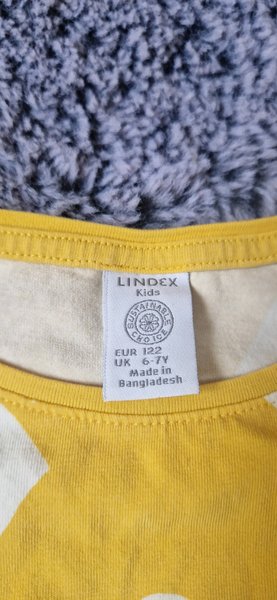 LINDEX
Kids
SUSTAINABLE
CHOICE
EUR 122
UK 6-7Y
Made in
Bangladesh